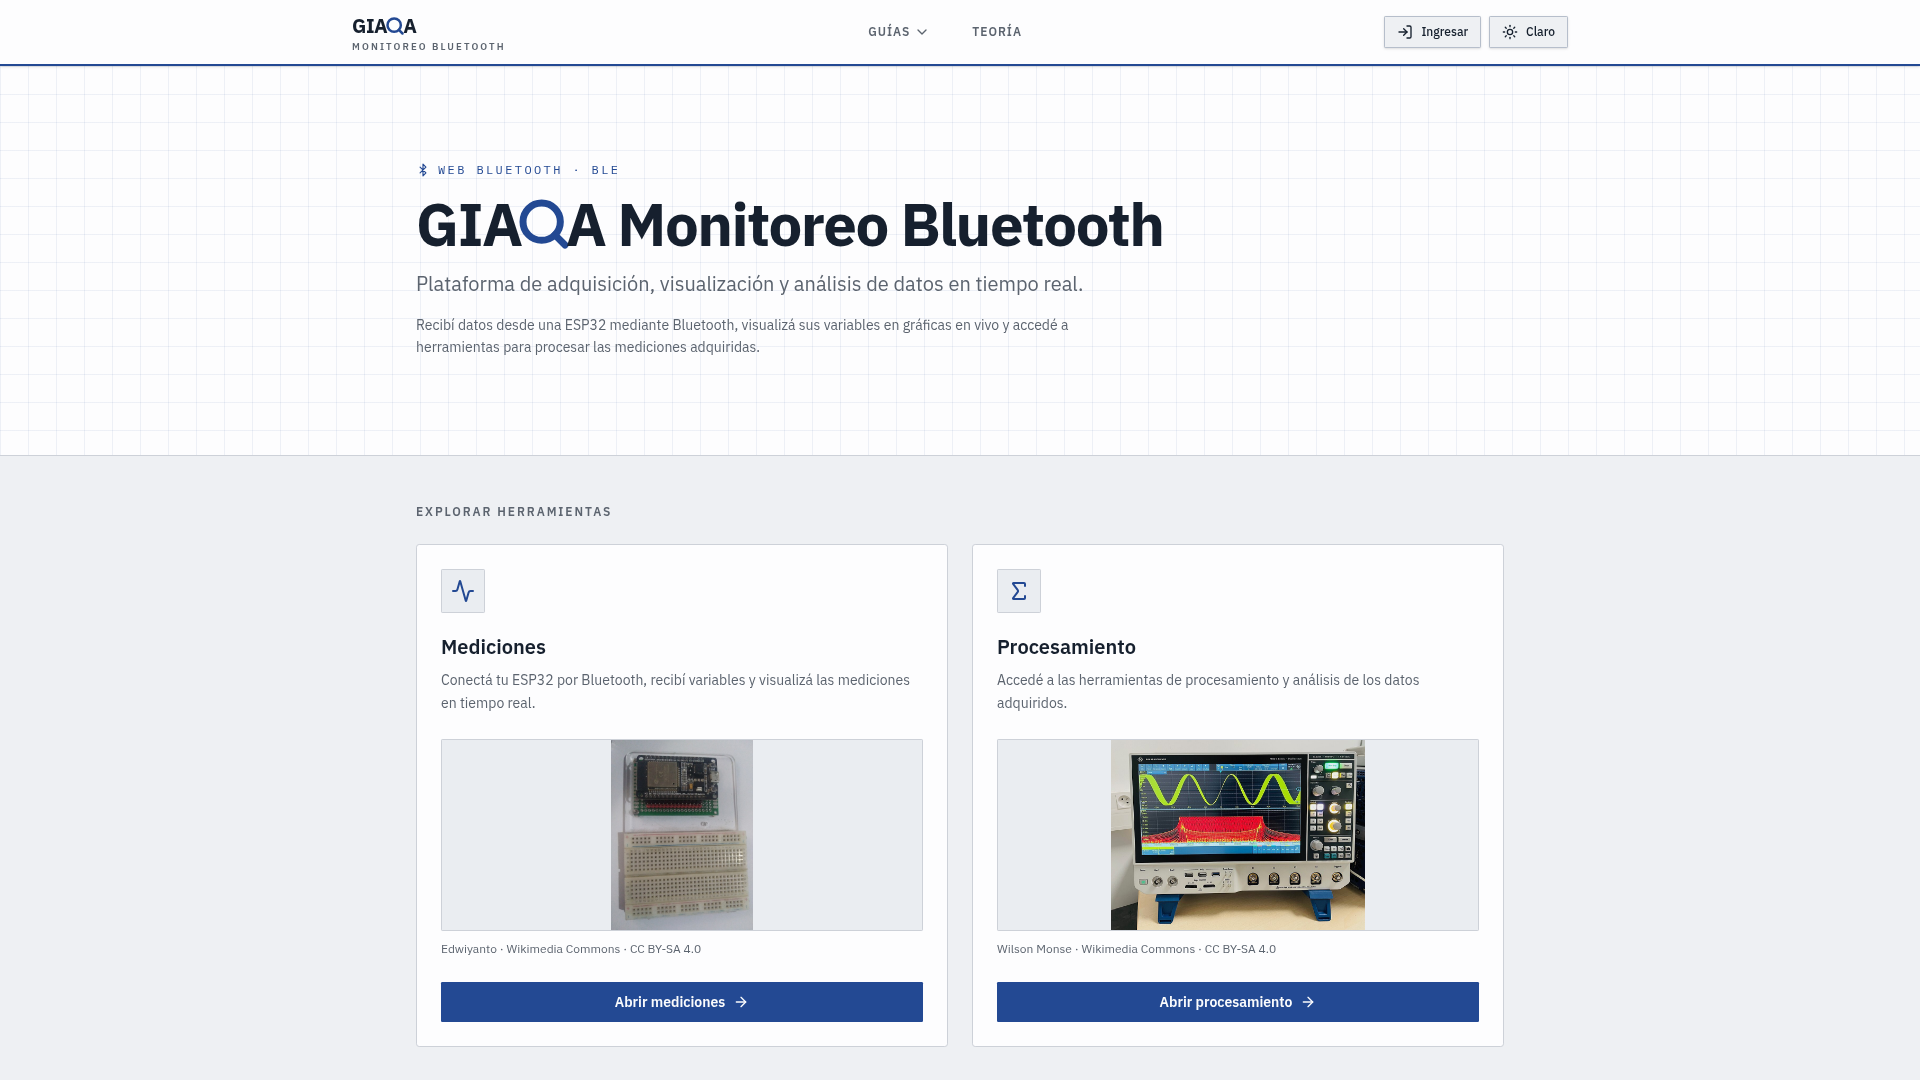 GIAQA
MONITOREO BLUETOOTH
GUÍAS
TEORÍA
Ingresar
Claro
WEB BLUETOOTH · BLE
GIAQA Monitoreo Bluetooth
Plataforma de adquisición, visualización y análisis de datos en tiempo real.
Recibí datos desde una ESP32 mediante Bluetooth, visualizá sus variables en gráficas en vivo y accedé a
herramientas para procesar las mediciones adquiridas.
EXPLORAR HERRAMIENTAS
Mediciones
Conectá tu ESP32 por Bluetooth, recibí variables y visualizá las mediciones
en tiempo real.
Edwiyanto · Wikimedia Commons · CC BY-SA 4.0
Abrir mediciones
Procesamiento
Accedé a las herramientas de procesamiento y análisis de los datos
adquiridos.
Wilson Monse · Wikimedia Commons · CC BY-SA 4.0
Abrir procesamiento